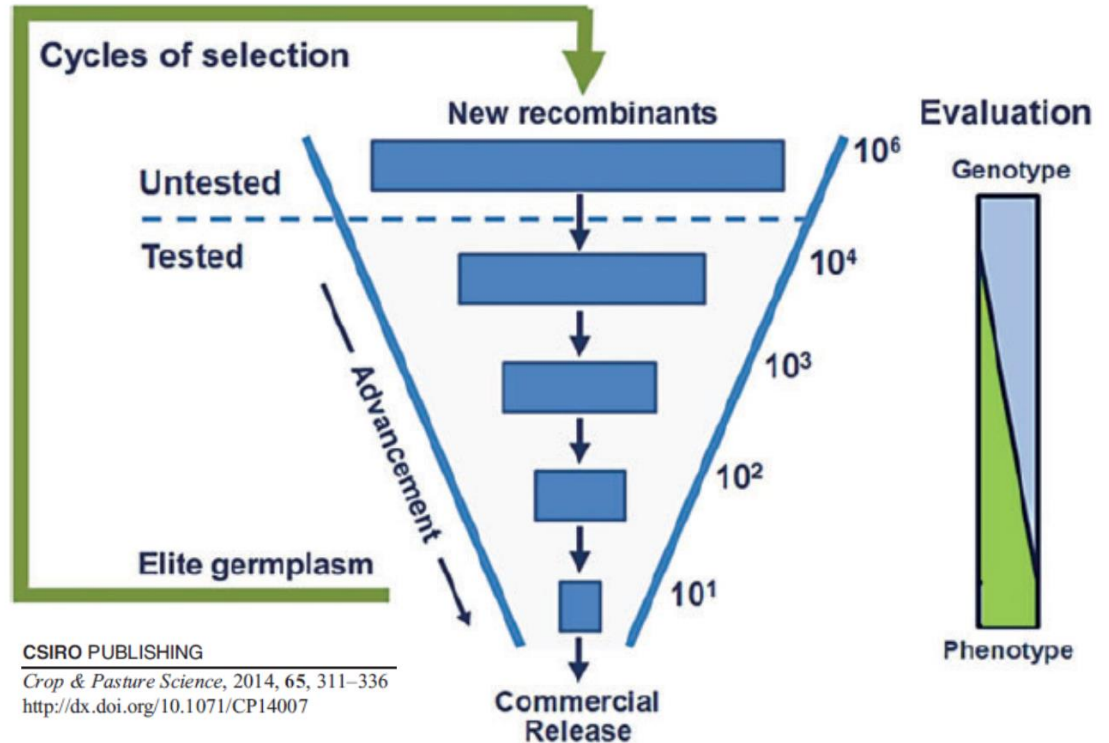 Cycles of selection
New recombinants
Evaluation
10⁶
Genotype
Untested
Tested
10⁴
10³
Advancement
10²
Elite germplasm
10¹
Phenotype
CSIRO PUBLISHING
Crop & Pasture Science, 2014, 65, 311–336
http://dx.doi.org/10.1071/CP14007
Commercial
Release